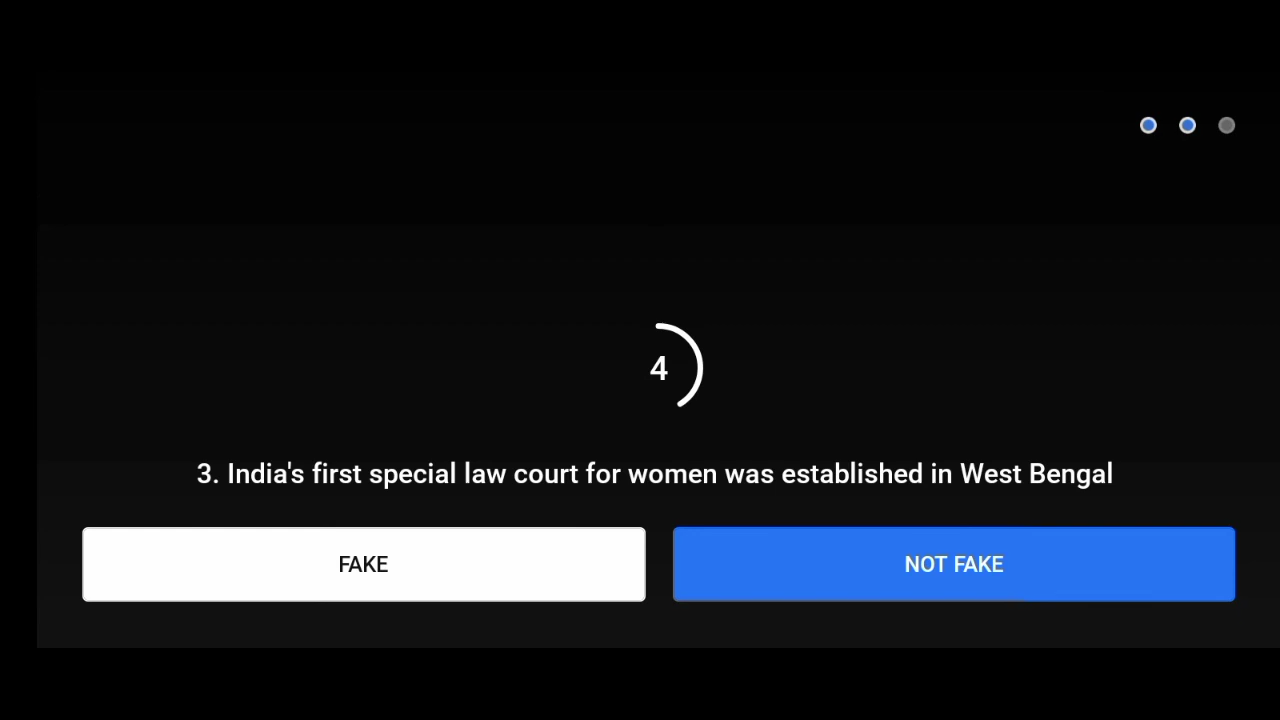 4
3. India's first special law court for women was established in West Bengal
FAKE
NOT FAKE